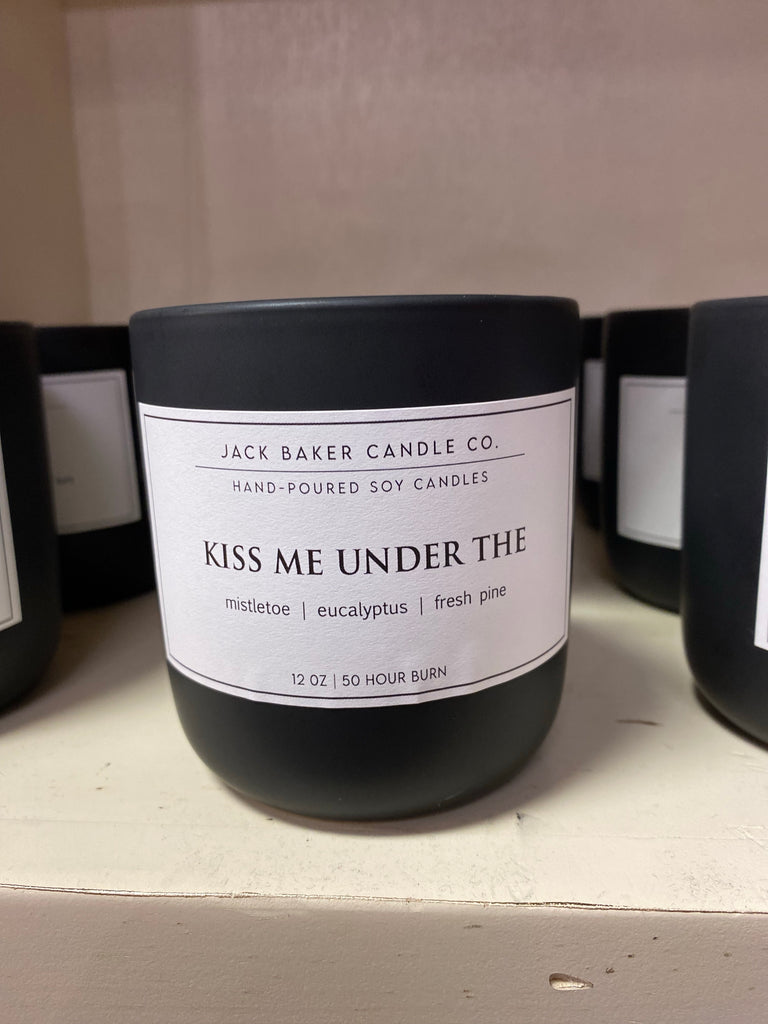 JACK BAKER CANDLE CO.
HAND-POURED SOY CANDLES
KISS ME UNDER THE
mistletoe | eucalyptus | fresh pine
12 OZ | 50 HOUR BURN